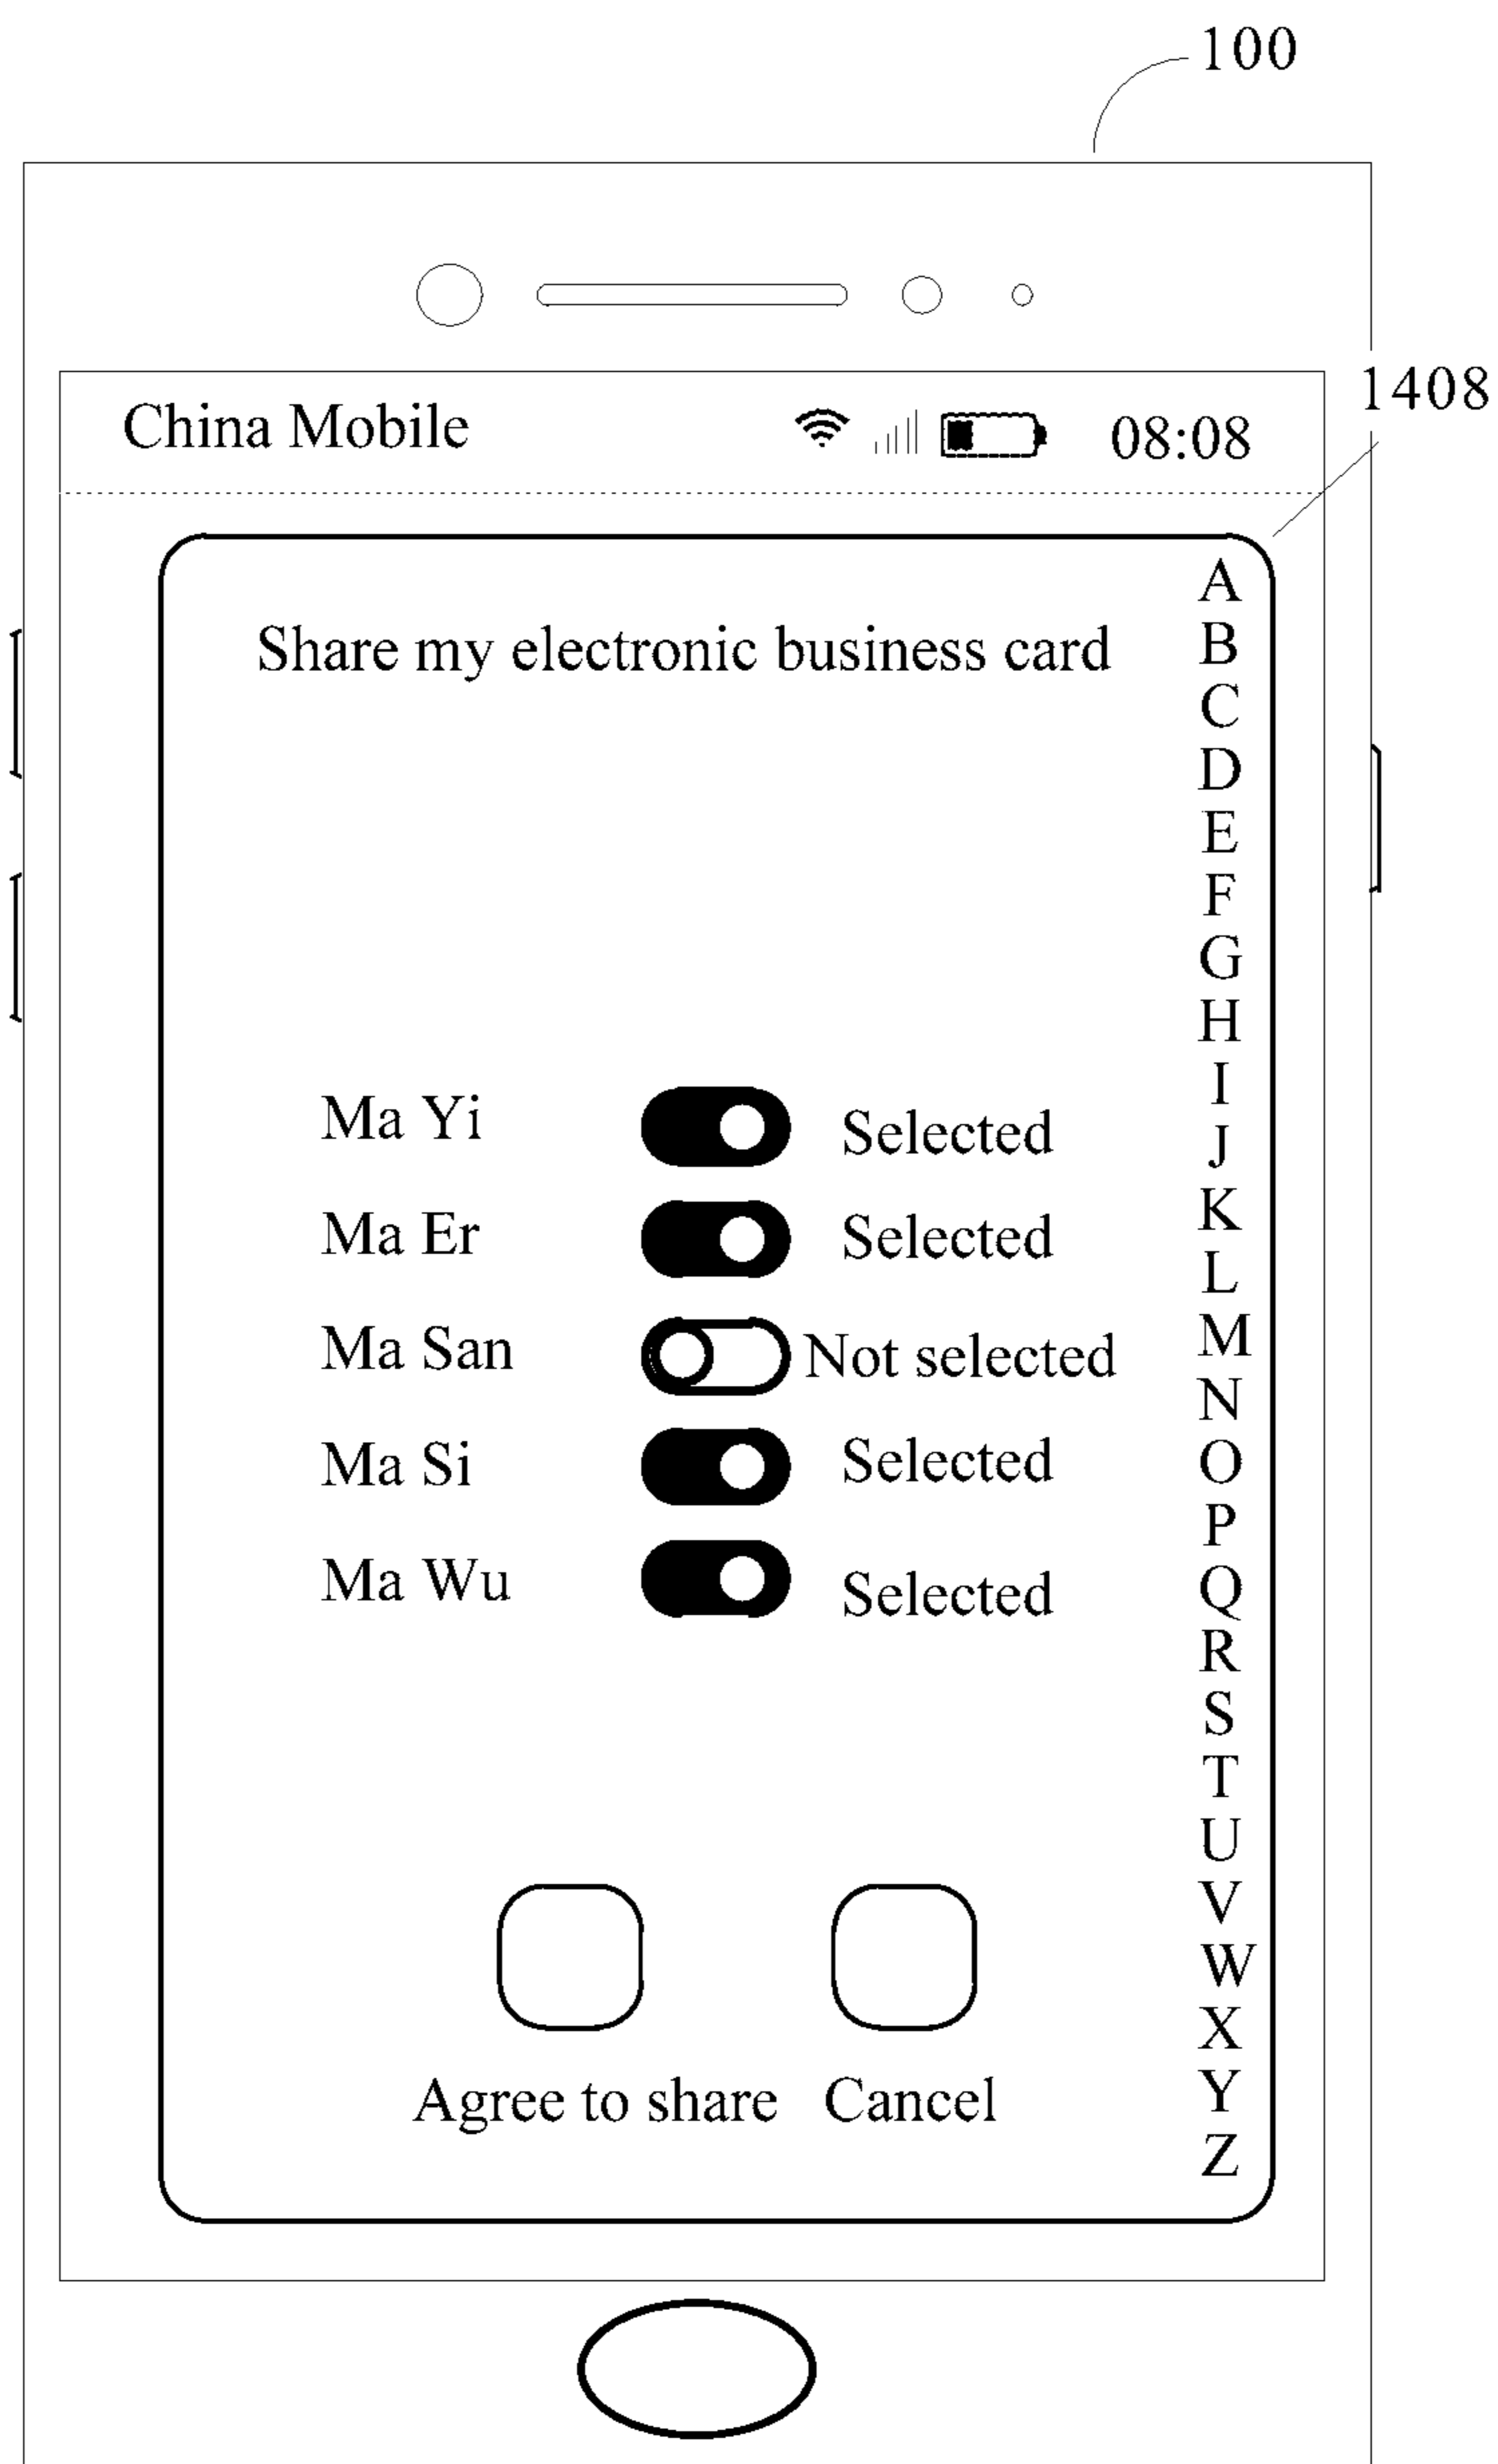 100
1408
China Mobile 08:08
Share my electronic business card
Ma Yi Selected
Ma Er Selected
Ma San Not selected
Ma Si Selected
Ma Wu Selected
Agree to share Cancel
A
B
C
D
E
F
G
H
I
J
K
L
M
N
O
P
Q
R
S
T
U
V
W
X
Y
Z